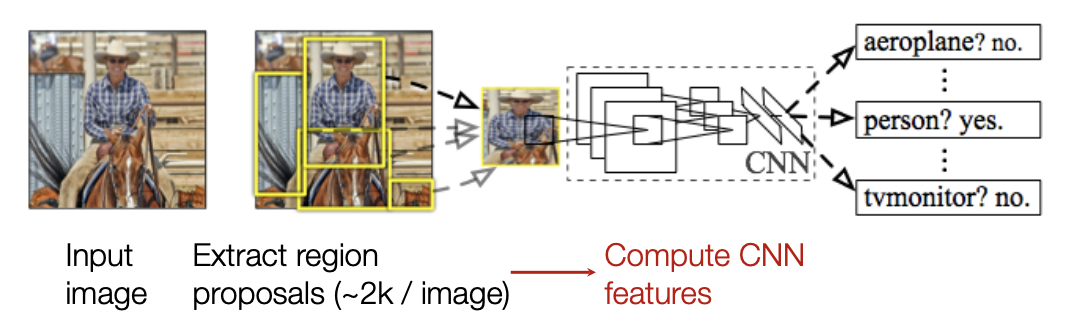 aeroplane? no.
⋮
person? yes.
⋮
tvmonitor? no.
CNN
Input image
Extract region proposals (~2k / image)
Compute CNN features